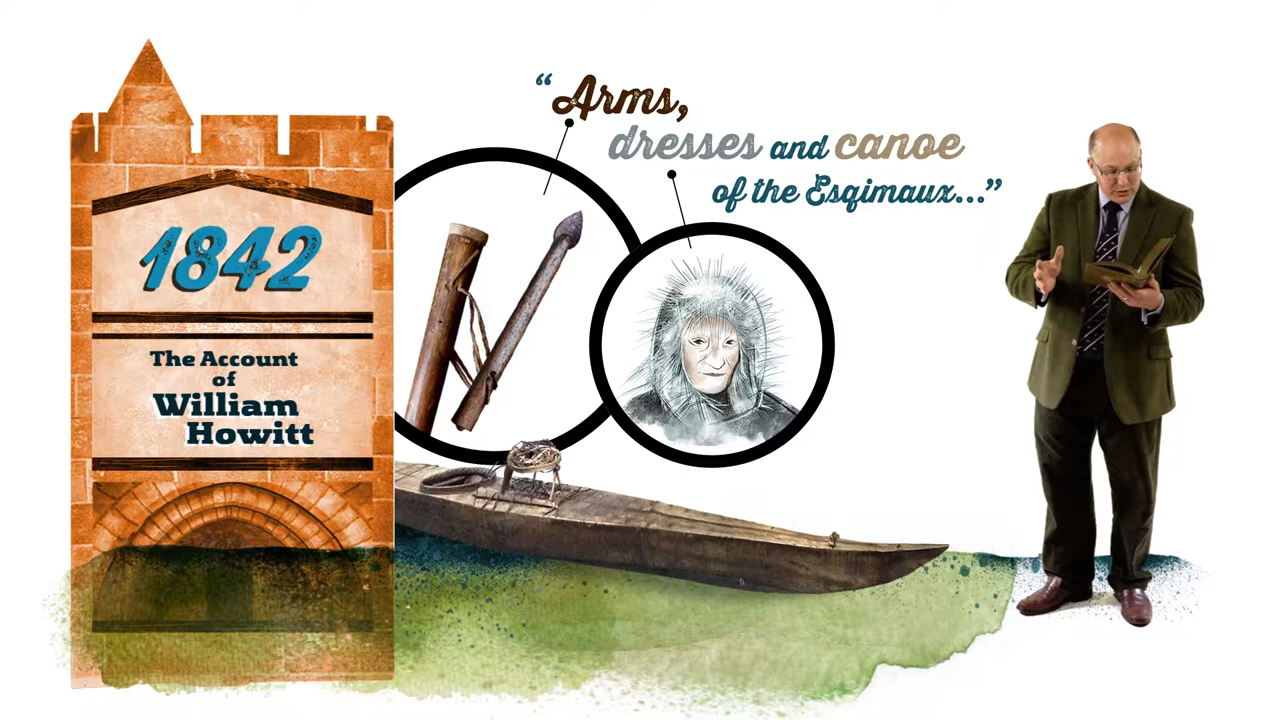 1842
The Account
of
William
Howitt
“Arms,
dresses and canoe
of the Esqimaux...”